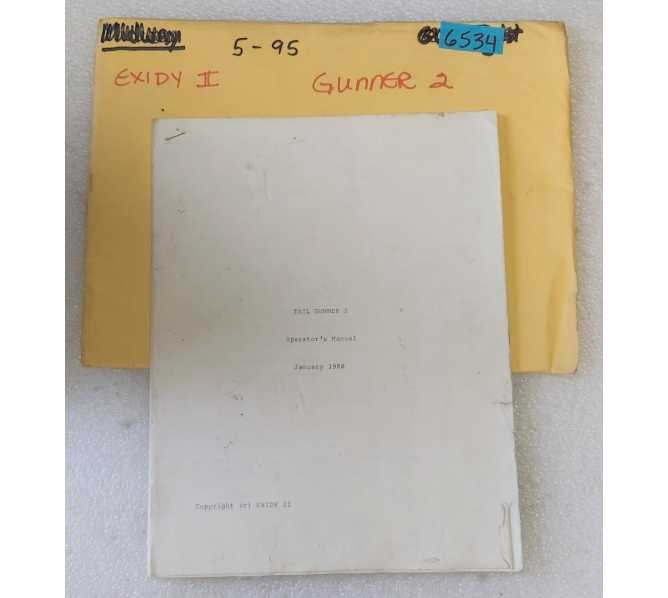 Midway
6534
5-95
EXIDY II GUNNER 2
TAIL GUNNER 2
Operator's Manual
January 1980
Copyright (c) EXIDY II